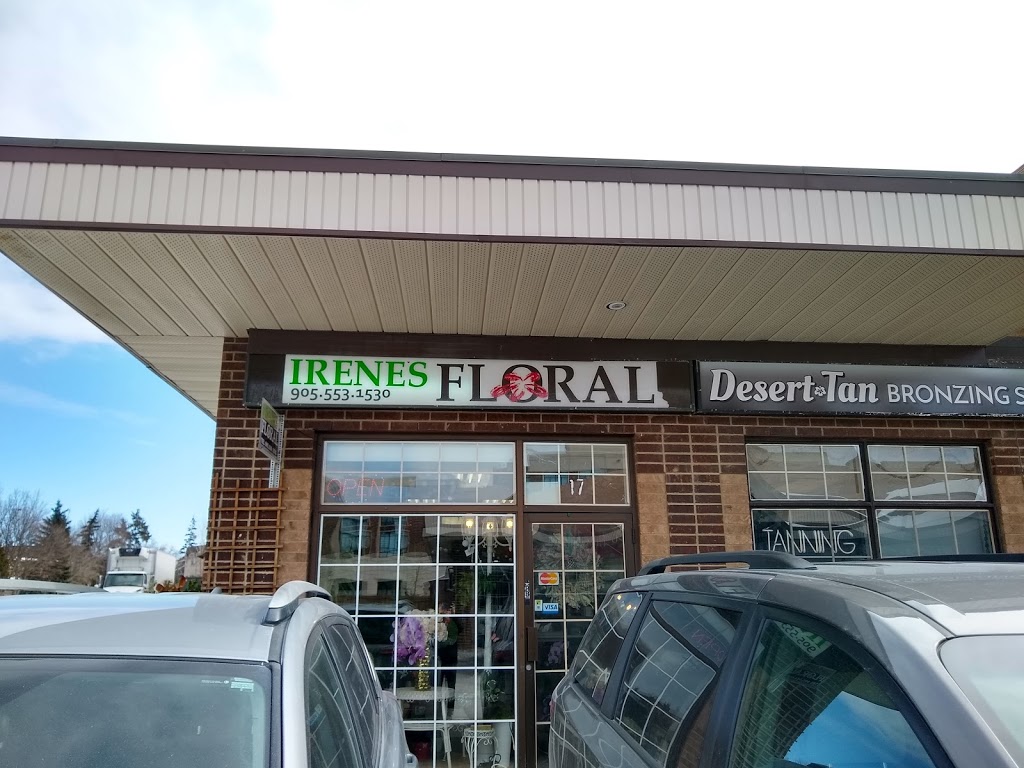 IRENES FLORAL
905.553.1530
Desert Tan BRONZING
OPEN
17
TANNING
VISA